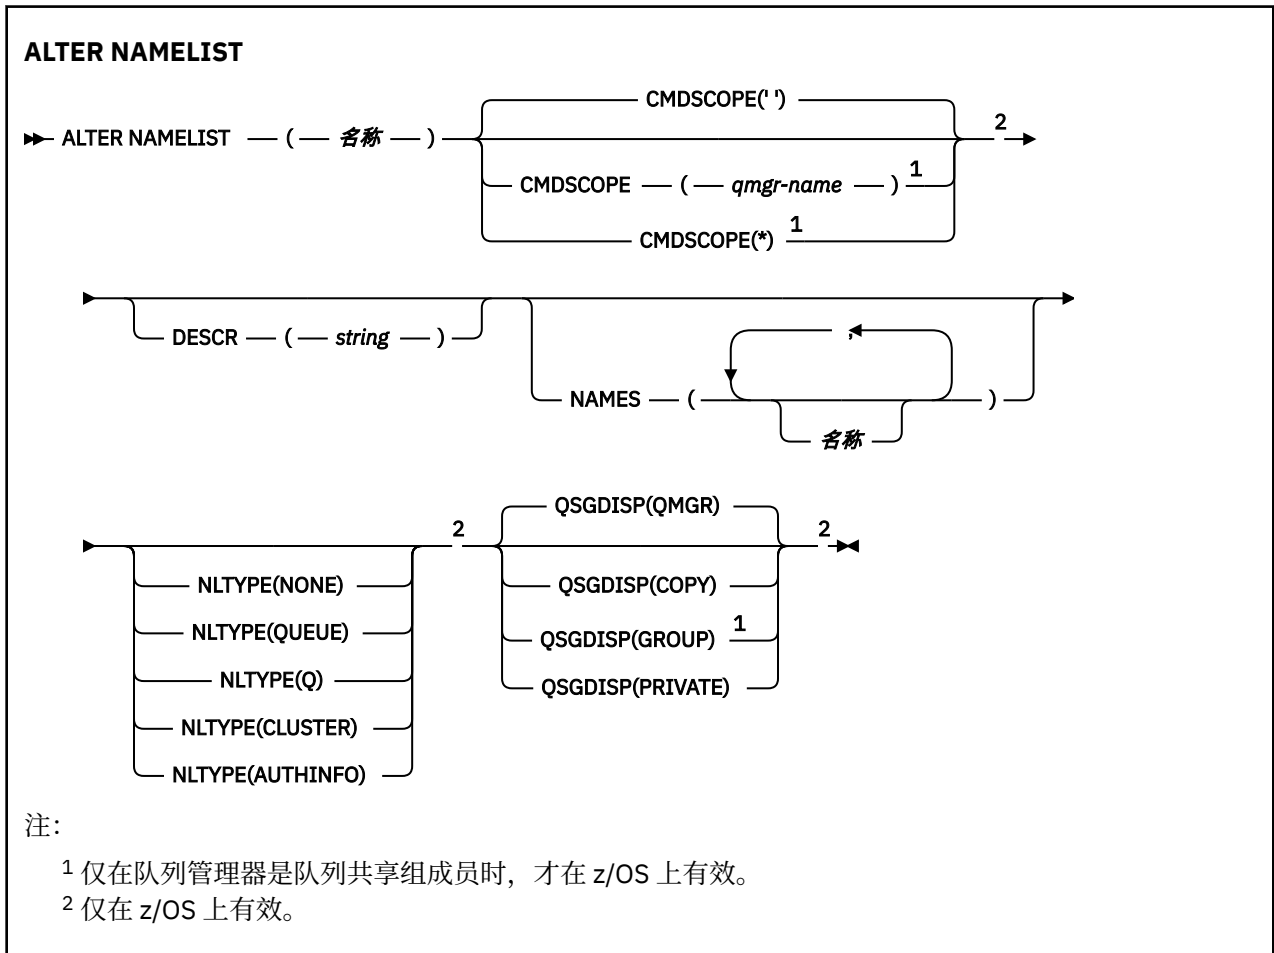 ALTER NAMELIST
CMDSCOPE(' ')
ALTER NAMELIST ( 名称 ) 2
CMDSCOPE ( qmgr-name ) 1
CMDSCOPE(*) 1
DESCR ( string )
,
NAMES ( )
名称
QSGDISP(QMGR)
2 2
NLTYPE(NONE) QSGDISP(COPY)
NLTYPE(QUEUE) QSGDISP(GROUP) 1
NLTYPE(Q) QSGDISP(PRIVATE)
NLTYPE(CLUSTER)
NLTYPE(AUTHINFO)
注：
1 仅在队列管理器是队列共享组成员时，才在 z/OS 上有效。
2 仅在 z/OS 上有效。